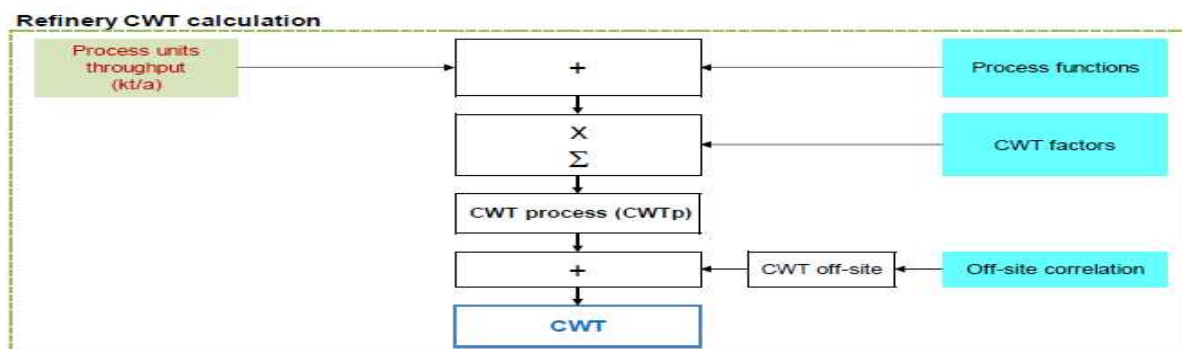 Refinery CWT calculation
Process units
throughput
(kt/a)
+
Process functions
X
Σ
CWT factors
CWT process (CWTp)
+
CWT off-site
Off-site correlation
CWT